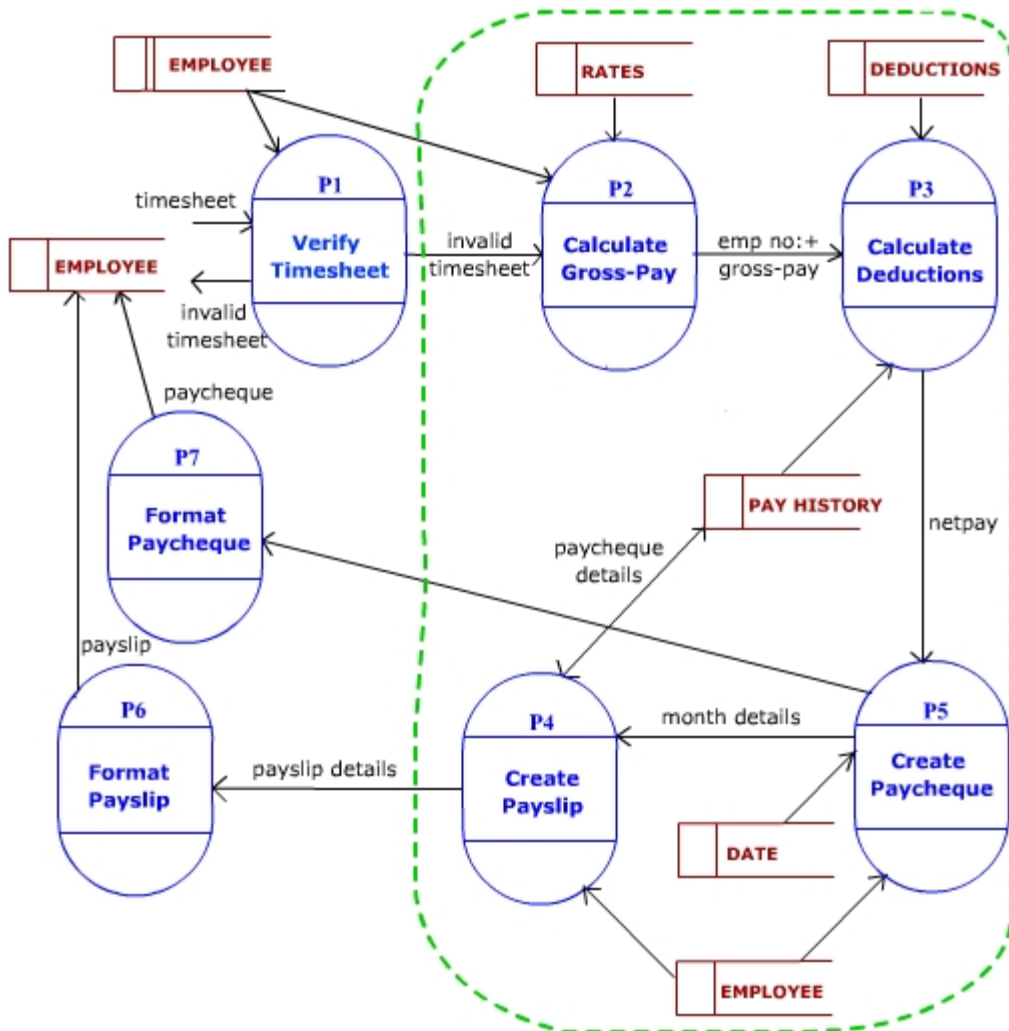 EMPLOYEE
RATES
DEDUCTIONS
P1
Verify
Timesheet
timesheet
invalid
timesheet
EMPLOYEE
invalid
timesheet
P2
Calculate
Gross-Pay
emp no:+
gross-pay
P3
Calculate
Deductions
paycheque
P7
Format
Paycheque
PAY HISTORY
netpay
paycheque
details
payslip
P6
Format
Payslip
payslip details
P4
Create
Payslip
month details
P5
Create
Paycheque
DATE
EMPLOYEE